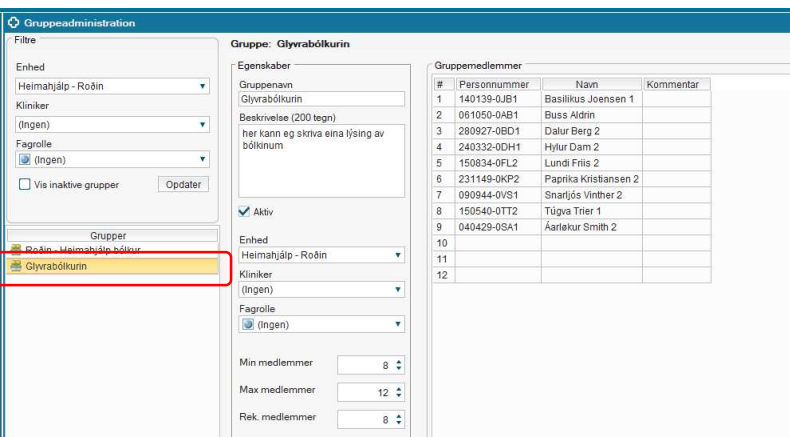 Gruppeadministration
Filtre
Enhed
Heimahjálp - Roðin
Kliniker
(Ingen)
Fagrolle
(Ingen)
Vis inaktive grupper Opdater
Grupper
Roðin - Heimahjálp bólkur
Glyvrabólkurin
Gruppe: Glyvrabólkurin
Egenskaber
Gruppenavn
Glyvrabólkurin
Beskrivelse (200 tegn)
her kann eg skriva eina lýsing av
bólkinum
Aktiv
Enhed
Heimahjálp - Roðin
Kliniker
(Ingen)
Fagrolle
(Ingen)
Min medlemmer 8
Max medlemmer 12
Rek. medlemmer 8
Gruppemedlemmer
# Personnummer Navn Kommentar
1 140139-0JB1 Basilikus Joensen 1
2 061050-0AB1 Buss Aldrin
3 280927-0BD1 Dalur Berg 2
4 240332-0DH1 Hylur Dam 2
5 150834-0FL2 Lundi Friis 2
6 231149-0KP2 Paprika Kristiansen 2
7 090944-0VS1 Snarljós Vinther 2
8 150540-0TT2 Túgva Trier 1
9 040429-0SA1 Áarløkur Smith 2
10
11
12